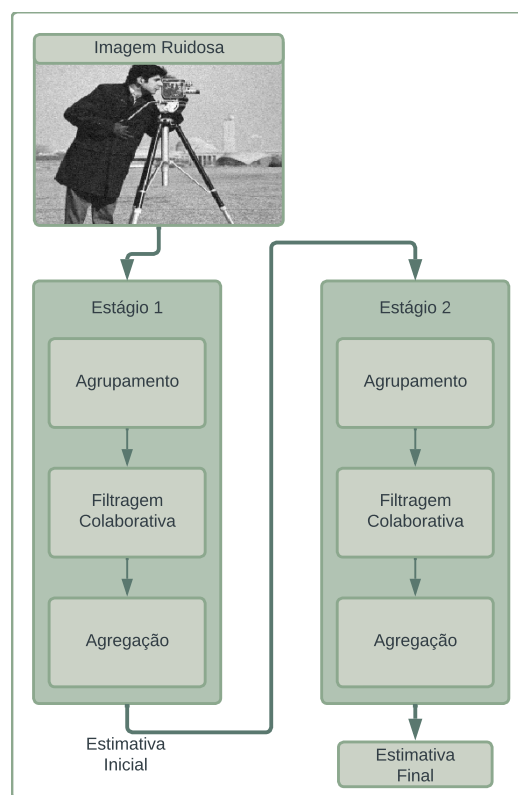 Imagem Ruidosa
Estágio 1
Agrupamento
Filtragem
Colaborativa
Agregação
Estimativa
Inicial
Estágio 2
Agrupamento
Filtragem
Colaborativa
Agregação
Estimativa
Final